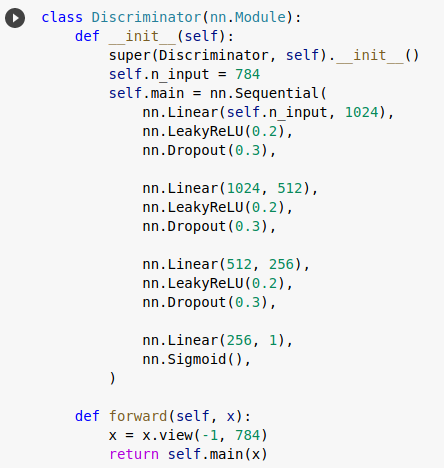 class Discriminator(nn.Module):
    def __init__(self):
        super(Discriminator, self).__init__()
        self.n_input = 784
        self.main = nn.Sequential(
            nn.Linear(self.n_input, 1024),
            nn.LeakyReLU(0.2),
            nn.Dropout(0.3),

            nn.Linear(1024, 512),
            nn.LeakyReLU(0.2),
            nn.Dropout(0.3),

            nn.Linear(512, 256),
            nn.LeakyReLU(0.2),
            nn.Dropout(0.3),

            nn.Linear(256, 1),
            nn.Sigmoid(),
        )

    def forward(self, x):
        x = x.view(-1, 784)
        return self.main(x)